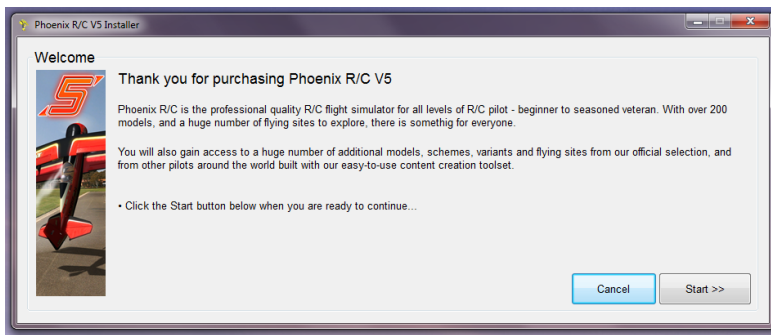 Phoenix R/C V5 Installer
Welcome
5
Thank you for purchasing Phoenix R/C V5
Phoenix R/C is the professional quality R/C flight simulator for all levels of R/C pilot - beginner to seasoned veteran. With over 200
models, and a huge number of flying sites to explore, there is somethig for everyone.
You will also gain access to a huge number of additional models, schemes, variants and flying sites from our official selection, and
from other pilots around the world built with our easy-to-use content creation toolset.
• Click the Start button below when you are ready to continue...
Cancel
Start >>